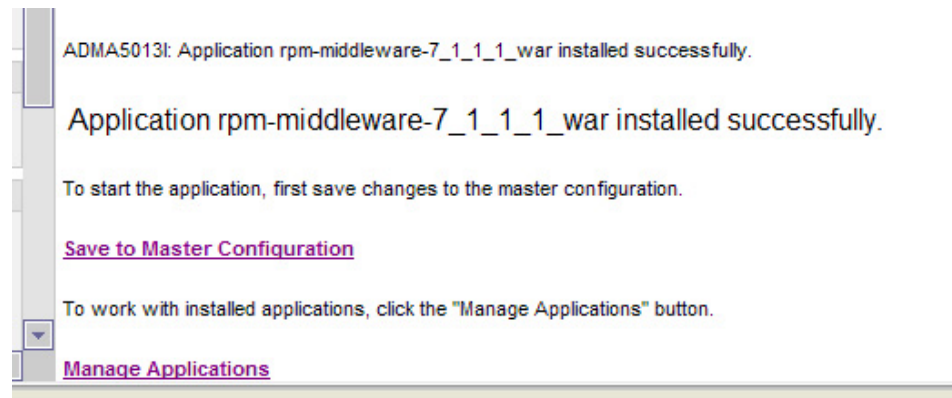 ADMA5013I: Application rpm-middleware-7_1_1_1_war installed successfully.
Application rpm-middleware-7_1_1_1_war installed successfully.
To start the application, first save changes to the master configuration.
Save to Master Configuration
To work with installed applications, click the "Manage Applications" button.
Manage Applications